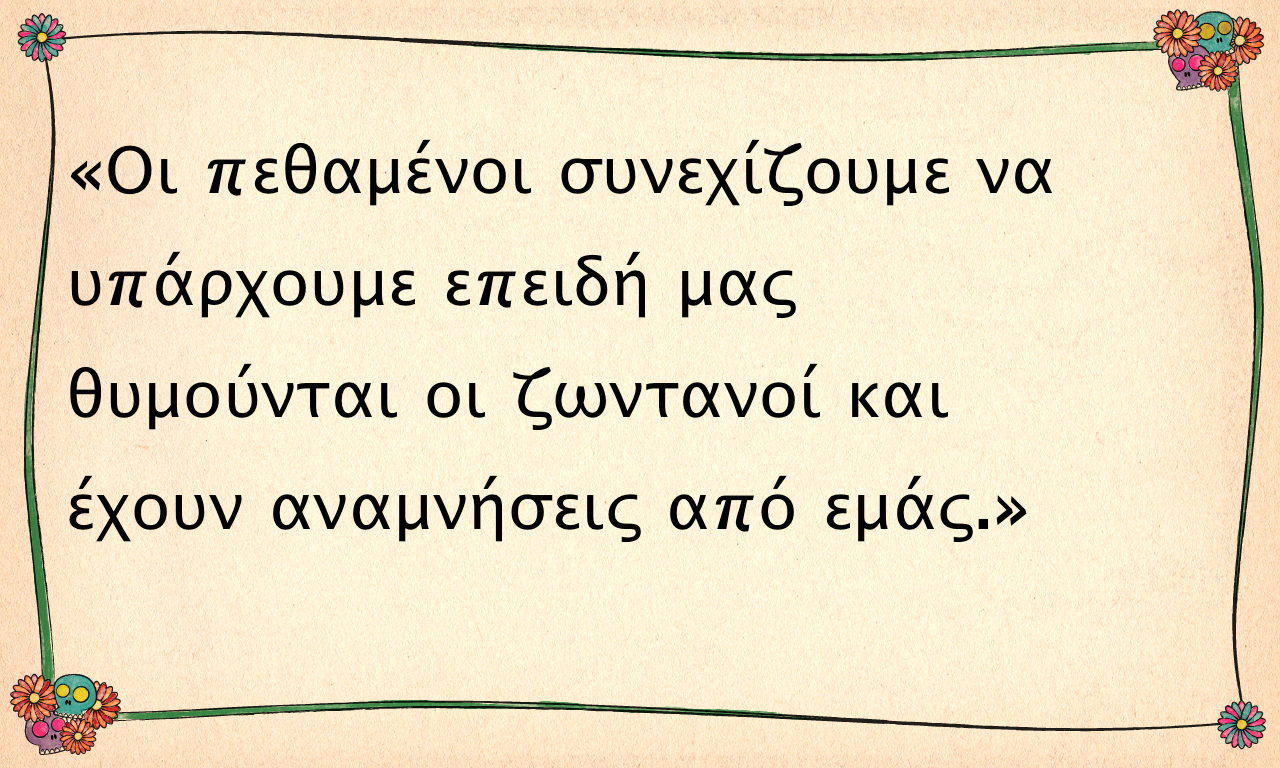 «Οι πεθαμένοι συνεχίζουμε να
υπάρχουμε επειδή μας
θυμούνται οι ζωντανοί και
έχουν αναμνήσεις από εμάς.»